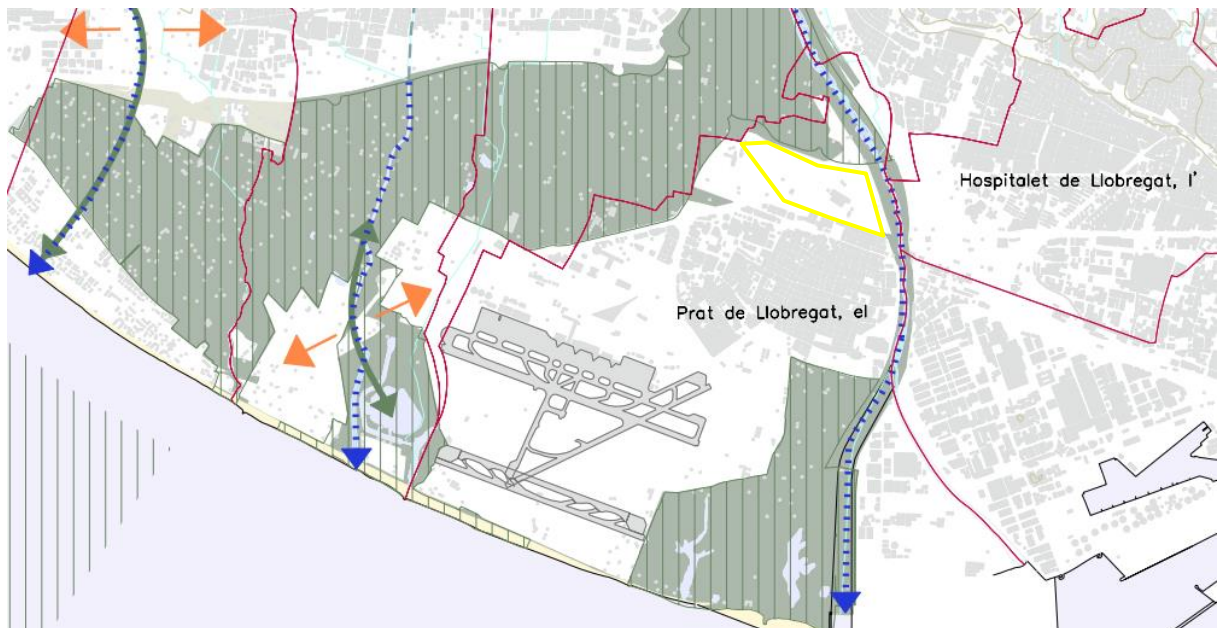 Hospitalet de Llobregat, l'
Prat de Llobregat, el